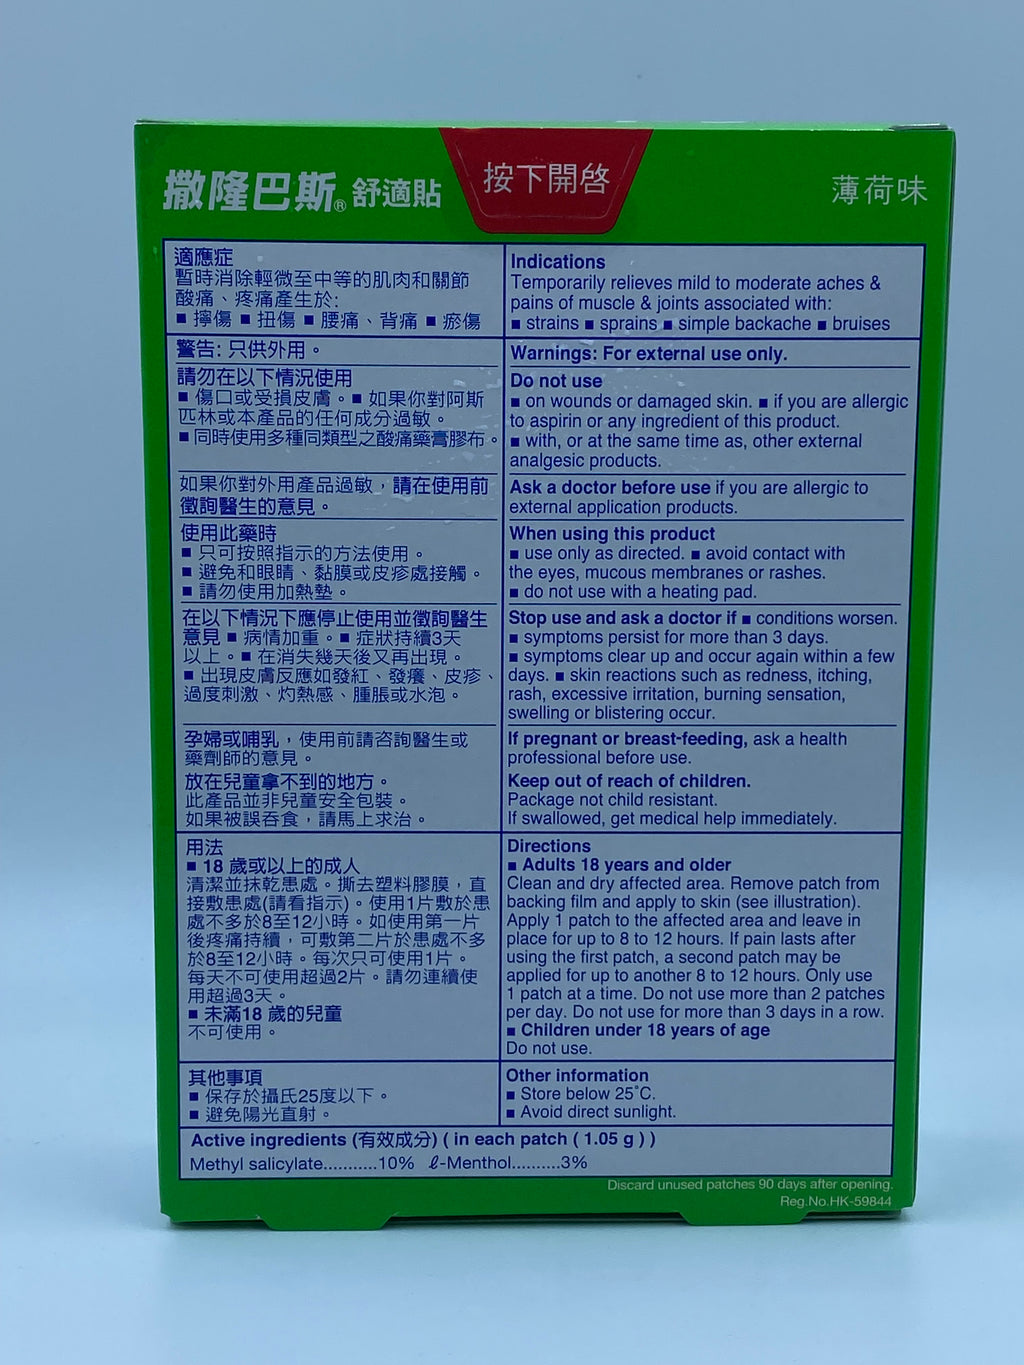 撒隆巴斯® 舒適貼
按下開啓
薄荷味
適應症
暫時消除輕微至中等的肌肉和關節
酸痛、疼痛產生於:
■ 擰傷 ■ 扭傷 ■ 腰痛、背痛 ■ 瘀傷
Indications
Temporarily relieves mild to moderate aches &
pains of muscle & joints associated with:
■ strains ■ sprains ■ simple backache ■ bruises
警告: 只供外用。
Warnings: For external use only.
請勿在以下情況使用
■ 傷口或受損皮膚。■ 如果你對阿斯
匹林或本產品的任何成分過敏。
■ 同時使用多種同類型之酸痛藥膏膠布。
Do not use
■ on wounds or damaged skin. ■ if you are allergic
to aspirin or any ingredient of this product.
■ with, or at the same time as, other external
analgesic products.
如果你對外用產品過敏，請在使用前
徵詢醫生的意見。
Ask a doctor before use if you are allergic to
external application products.
使用此藥時
■ 只可按照指示的方法使用。
■ 避免和眼睛、黏膜或皮疹處接觸。
■ 請勿使用加熱墊。
When using this product
■ use only as directed. ■ avoid contact with
the eyes, mucous membranes or rashes.
■ do not use with a heating pad.
在以下情況下應停止使用並徵詢醫生
意見 ■ 病情加重。■ 症狀持續3天
以上。■ 在消失幾天後又再出現。
■ 出現皮膚反應如發紅、發癢、皮疹、
過度刺激、灼熱感、腫脹或水泡。
Stop use and ask a doctor if ■ conditions worsen.
■ symptoms persist for more than 3 days.
■ symptoms clear up and occur again within a few
days. ■ skin reactions such as redness, itching,
rash, excessive irritation, burning sensation,
swelling or blistering occur.
孕婦或哺乳，使用前請咨詢醫生或
藥劑師的意見。
放在兒童拿不到的地方。
此產品並非兒童安全包裝。
如果被誤吞食，請馬上求治。
If pregnant or breast-feeding, ask a health
professional before use.
Keep out of reach of children.
Package not child resistant.
If swallowed, get medical help immediately.
用法
■ 18 歲或以上的成人
清潔並抹乾患處。撕去塑料膠膜，直
接敷患處(請看指示)。使用1片敷於患
處不多於8至12小時。如使用第一片
後疼痛持續，可敷第二片於患處不多
於8至12小時。每次只可使用1片。
每天不可使用超過2片。請勿連續使
用超過3天。
■ 未滿18 歲的兒童
不可使用。
Directions
■ Adults 18 years and older
Clean and dry affected area. Remove patch from
backing film and apply to skin (see illustration).
Apply 1 patch to the affected area and leave in
place for up to 8 to 12 hours. If pain lasts after
using the first patch, a second patch may be
applied for up to another 8 to 12 hours. Only use
1 patch at a time. Do not use more than 2 patches
per day. Do not use for more than 3 days in a row.
■ Children under 18 years of age
Do not use.
其他事項
■ 保存於攝氏25度以下。
■ 避免陽光直射。
Other information
■ Store below 25°C.
■ Avoid direct sunlight.
Active ingredients (有效成分) ( in each patch ( 1.05 g ) )
Methyl salicylate...........10% ℓ-Menthol..........3%
Discard unused patches 90 days after opening.
Reg.No.HK-59844